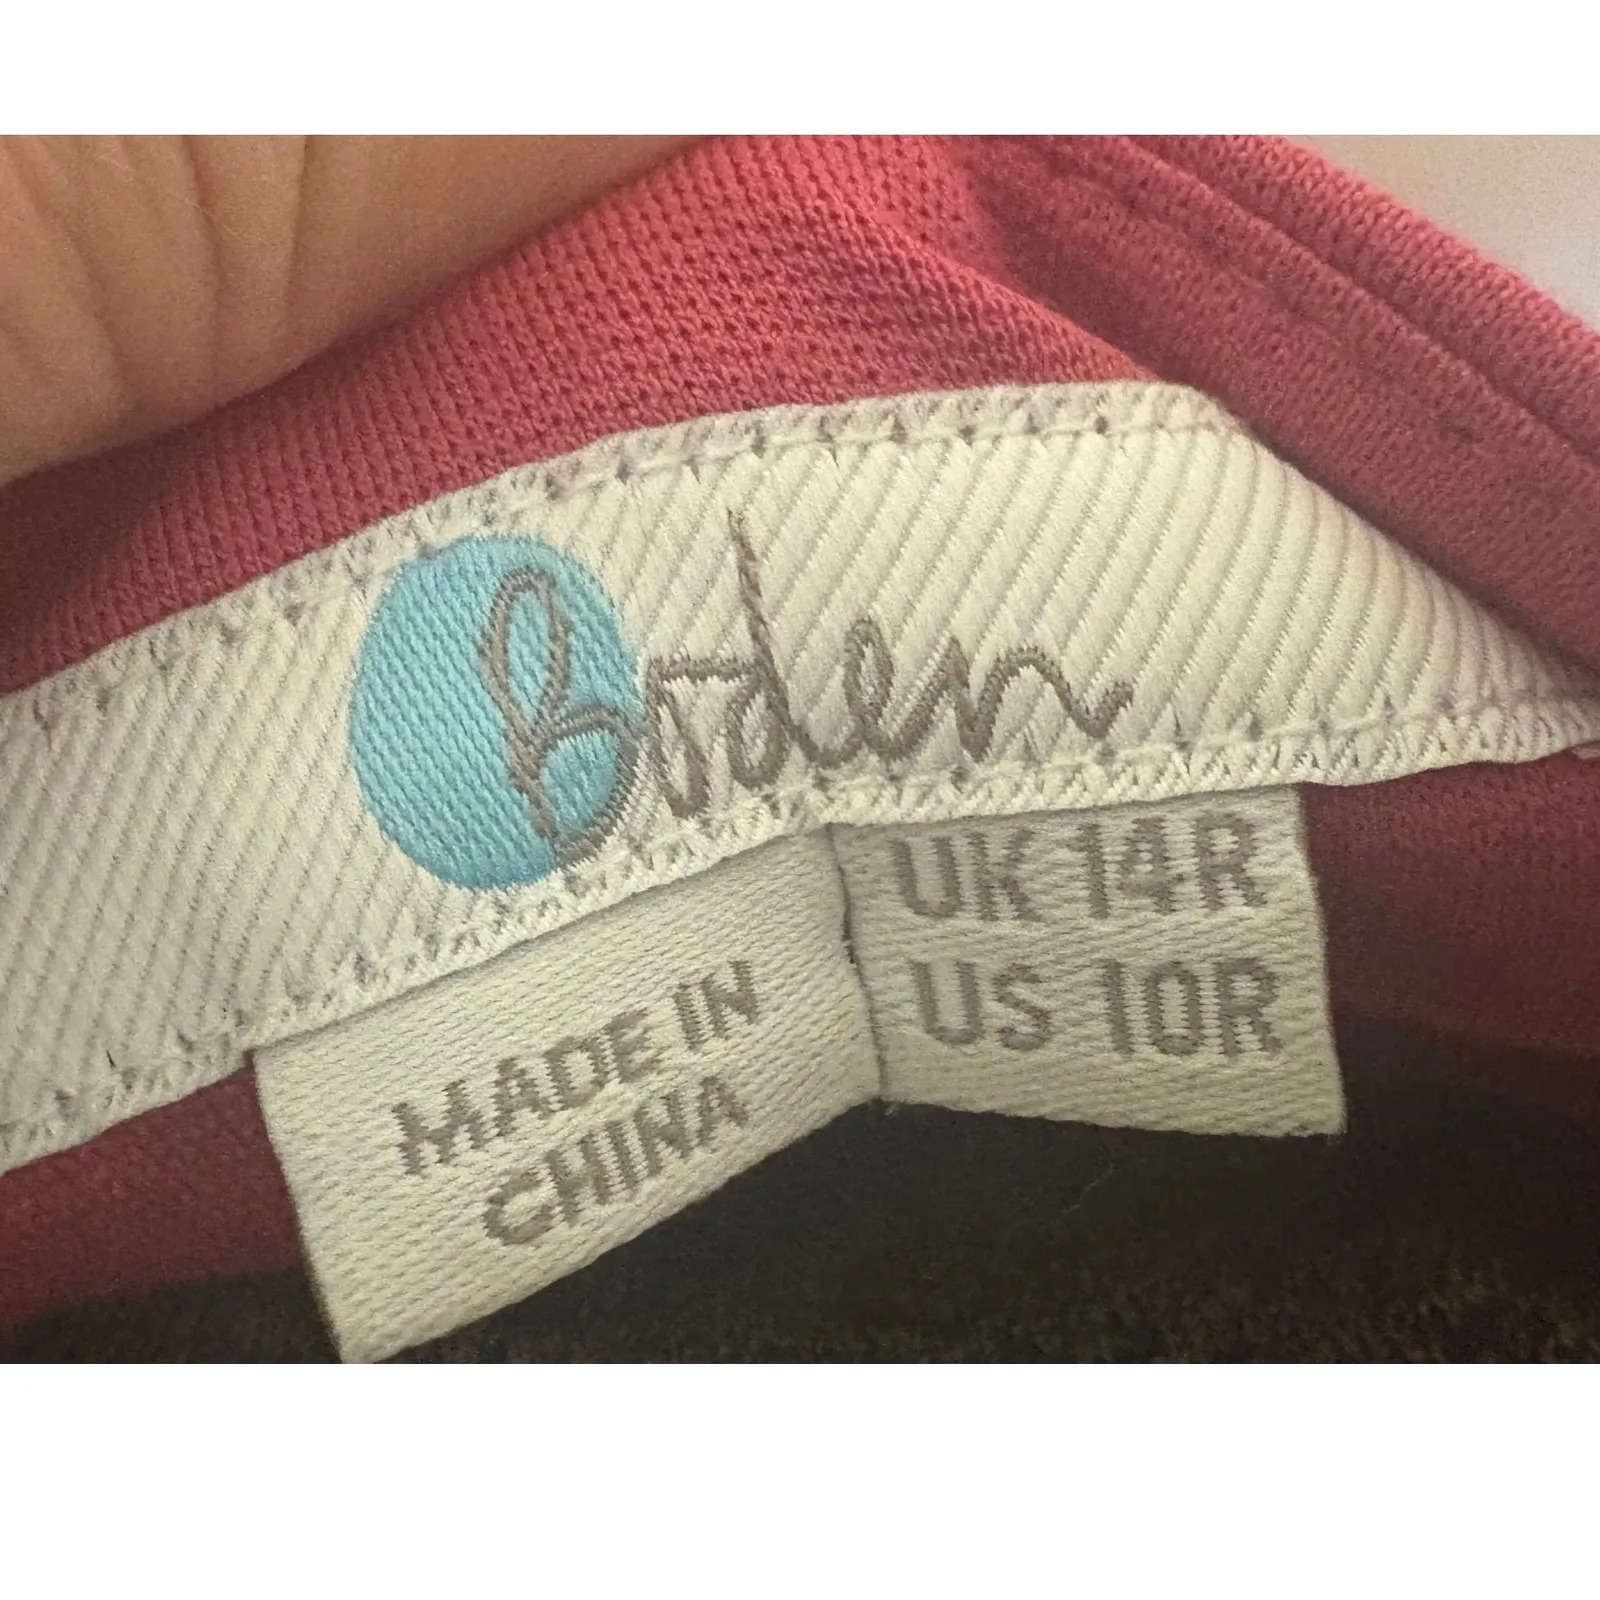 Boden
MADE IN
CHINA
UK 14R
US 10R